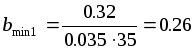 b_min1 = 0.32 / (0.035 · 35) = 0.26